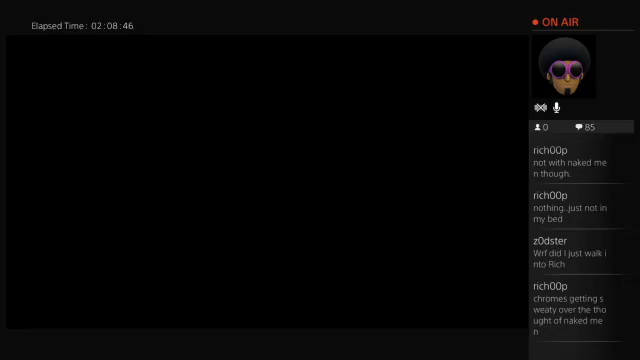 Elapsed Time : 02:08:46
ON AIR
0
85
rich00p
not with naked me
n though.
rich00p
nothing..just not in
my bed
z0dster
Wrf did I just walk i
nto Rich
rich00p
chromes getting s
weaty over the tho
ught of naked me
n